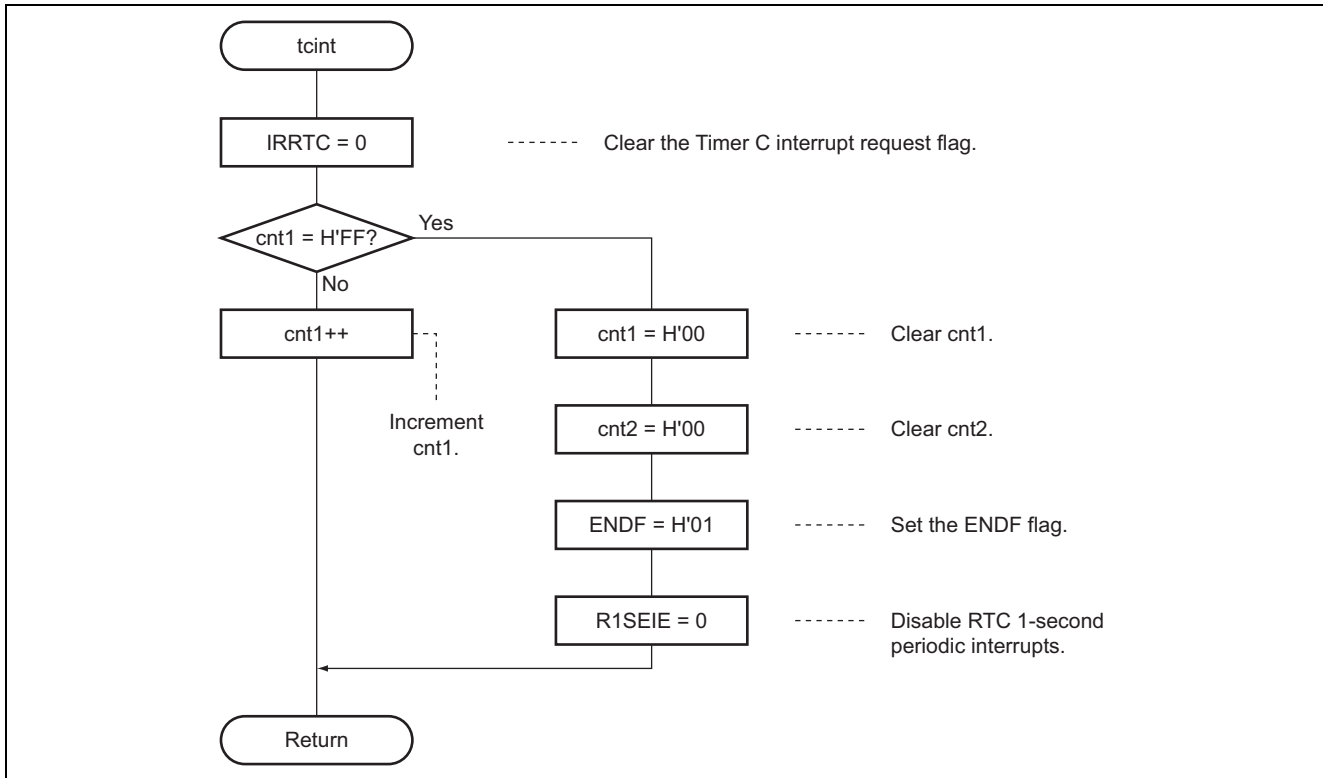 tcint
IRRTC = 0
Clear the Timer C interrupt request flag.
cnt1 = H'FF?
Yes
No
cnt1++
Increment
cnt1.
cnt1 = H'00
Clear cnt1.
cnt2 = H'00
Clear cnt2.
ENDF = H'01
Set the ENDF flag.
R1SEIE = 0
Disable RTC 1-second
periodic interrupts.
Return